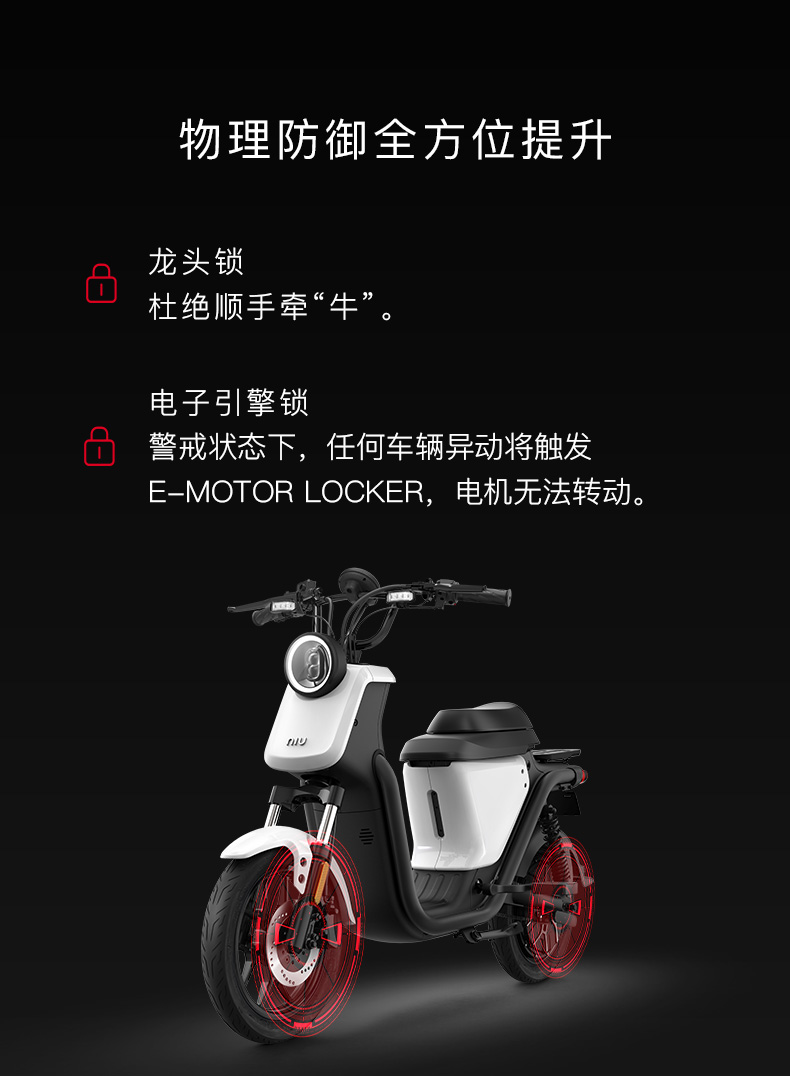 物理防御全方位提升
龙头锁
杜绝顺手牵“牛”。
电子引擎锁
警戒状态下，任何车辆异动将触发
E-MOTOR LOCKER，电机无法转动。
NIU